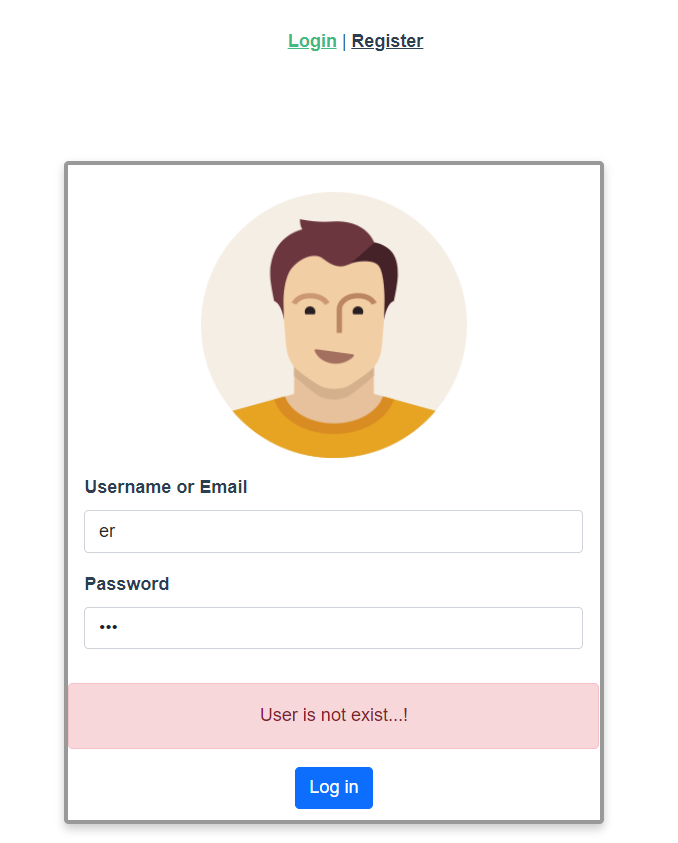 Login | Register
Username or Email
er
Password
•••
User is not exist...!
Log in